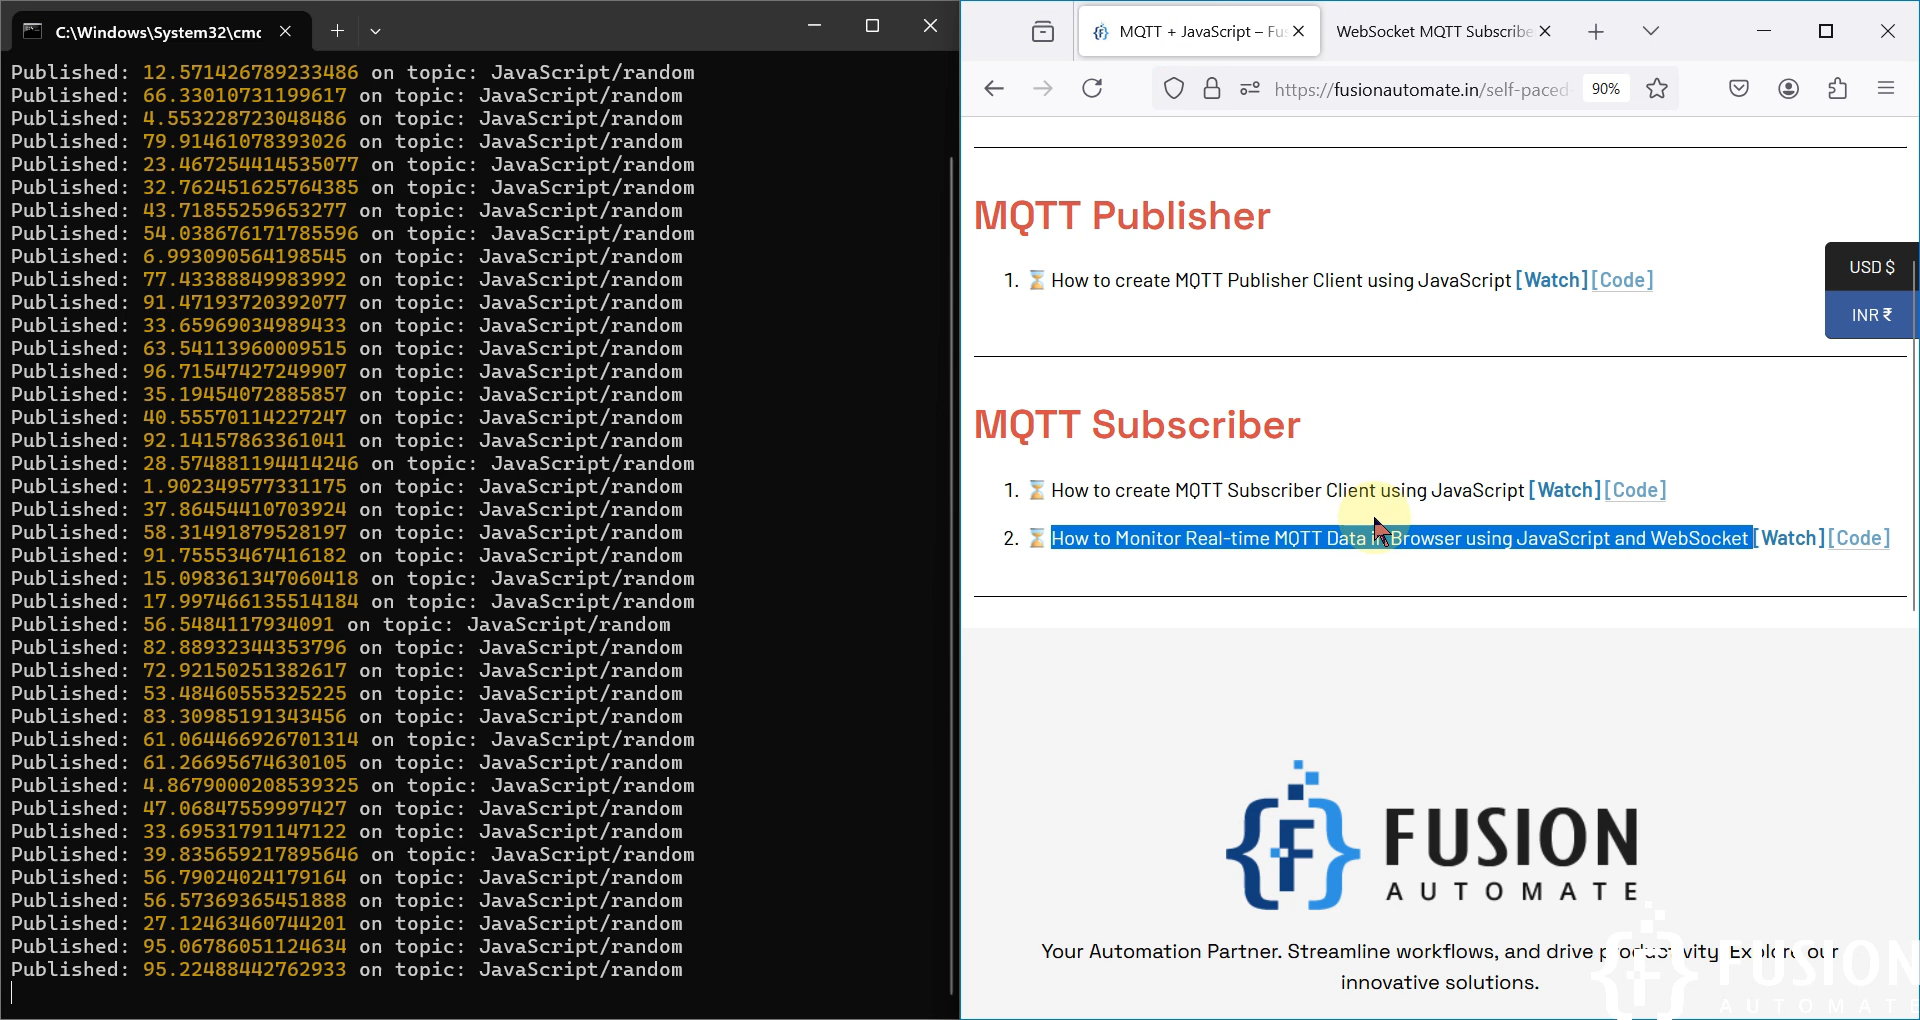 C:\Windows\System32\cmc
Published: 12.571426789233486 on topic: JavaScript/random
Published: 66.33010731199617 on topic: JavaScript/random
Published: 4.553228723048486 on topic: JavaScript/random
Published: 79.91461078393026 on topic: JavaScript/random
Published: 23.467254414535077 on topic: JavaScript/random
Published: 32.762451625764385 on topic: JavaScript/random
Published: 43.71855259653277 on topic: JavaScript/random
Published: 54.038676171785596 on topic: JavaScript/random
Published: 6.993090564198545 on topic: JavaScript/random
Published: 77.43388849983992 on topic: JavaScript/random
Published: 91.47193720392077 on topic: JavaScript/random
Published: 33.65969034989433 on topic: JavaScript/random
Published: 63.54113960009515 on topic: JavaScript/random
Published: 96.71547427249907 on topic: JavaScript/random
Published: 35.19454072885857 on topic: JavaScript/random
Published: 40.55570114227247 on topic: JavaScript/random
Published: 92.14157863361041 on topic: JavaScript/random
Published: 28.574881194414246 on topic: JavaScript/random
Published: 1.902349577331175 on topic: JavaScript/random
Published: 37.86454410703924 on topic: JavaScript/random
Published: 58.31491879528197 on topic: JavaScript/random
Published: 91.75553467416182 on topic: JavaScript/random
Published: 15.098361347060418 on topic: JavaScript/random
Published: 17.997466135514184 on topic: JavaScript/random
Published: 56.5484117934091 on topic: JavaScript/random
Published: 82.88932344353796 on topic: JavaScript/random
Published: 72.92150251382617 on topic: JavaScript/random
Published: 53.48460555325225 on topic: JavaScript/random
Published: 83.30985191343456 on topic: JavaScript/random
Published: 61.064466926701314 on topic: JavaScript/random
Published: 61.26695674630105 on topic: JavaScript/random
Published: 4.8679000208539325 on topic: JavaScript/random
Published: 47.06847559997427 on topic: JavaScript/random
Published: 33.69531791147122 on topic: JavaScript/random
Published: 39.835659217895646 on topic: JavaScript/random
Published: 56.79024024179164 on topic: JavaScript/random
Published: 56.57369365451888 on topic: JavaScript/random
Published: 27.12463460744201 on topic: JavaScript/random
Published: 95.06786051124634 on topic: JavaScript/random
Published: 95.22488442762933 on topic: JavaScript/random
MQTT + JavaScript – Fus
WebSocket MQTT Subscribe
https://fusionautomate.in/self-paced-
90%
MQTT Publisher
1. ⌛How to create MQTT Publisher Client using JavaScript [Watch][Code]
USD $
INR ₹
MQTT Subscriber
1. ⌛How to create MQTT Subscriber Client using JavaScript [Watch][Code]
2. ⌛How to Monitor Real-time MQTT Data in Browser using JavaScript and WebSocket [Watch][Code]
FUSION
AUTOMATE
Your Automation Partner. Streamline workflows, and drive productivity. Explore our
innovative solutions.
FUSION
AUTOMATE